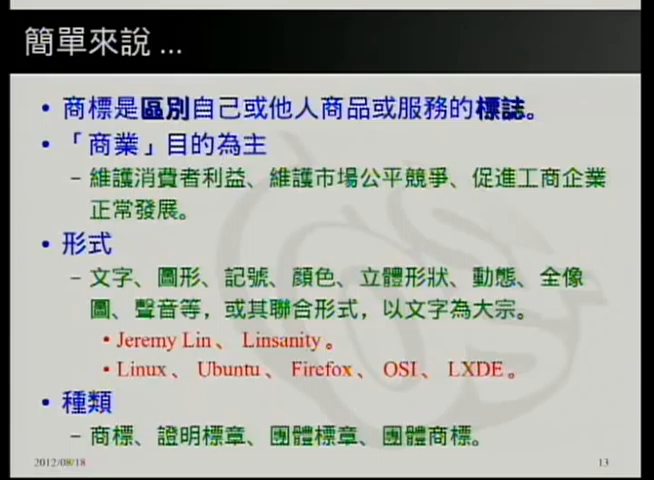 簡單來說 ...
• 商標是區別自己或他人商品或服務的標誌。
• 「商業」目的為主
– 維護消費者利益、維護市場公平競爭、促進工商企業
正常發展。
• 形式
– 文字、圖形、記號、顏色、立體形狀、動態、全像
圖、聲音等，或其聯合形式，以文字為大宗。
• Jeremy Lin、 Linsanity。
• Linux、 Ubuntu、 Firefox、 OSI、 LXDE。
• 種類
– 商標、證明標章、團體標章、團體商標。
2012/08/18
13